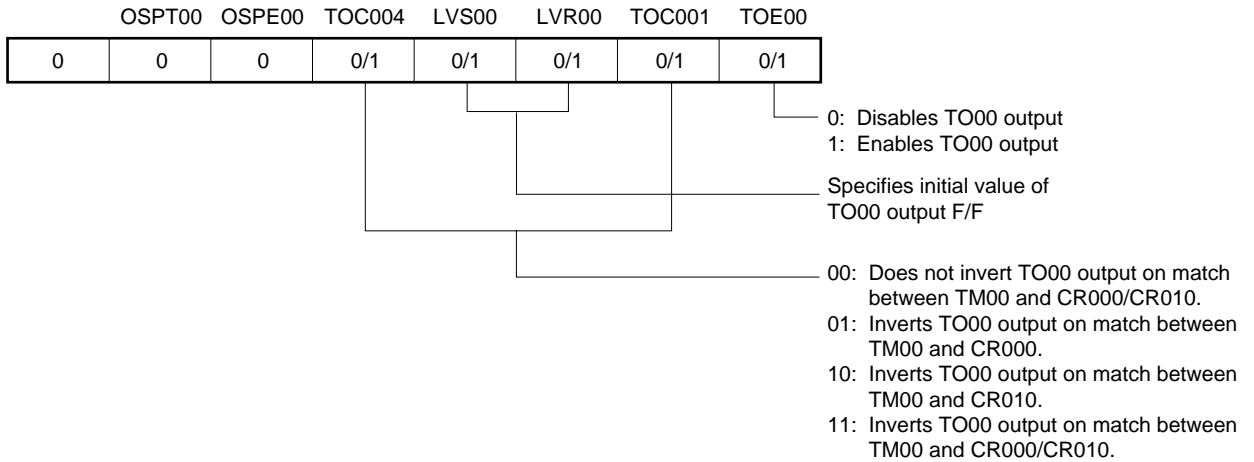 OSPT00 OSPE00 TOC004 LVS00 LVR00 TOC001 TOE00
0 0 0 0/1 0/1 0/1 0/1 0/1
0: Disables TO00 output
1: Enables TO00 output
Specifies initial value of
TO00 output F/F
00: Does not invert TO00 output on match
between TM00 and CR000/CR010.
01: Inverts TO00 output on match between
TM00 and CR000.
10: Inverts TO00 output on match between
TM00 and CR010.
11: Inverts TO00 output on match between
TM00 and CR000/CR010.